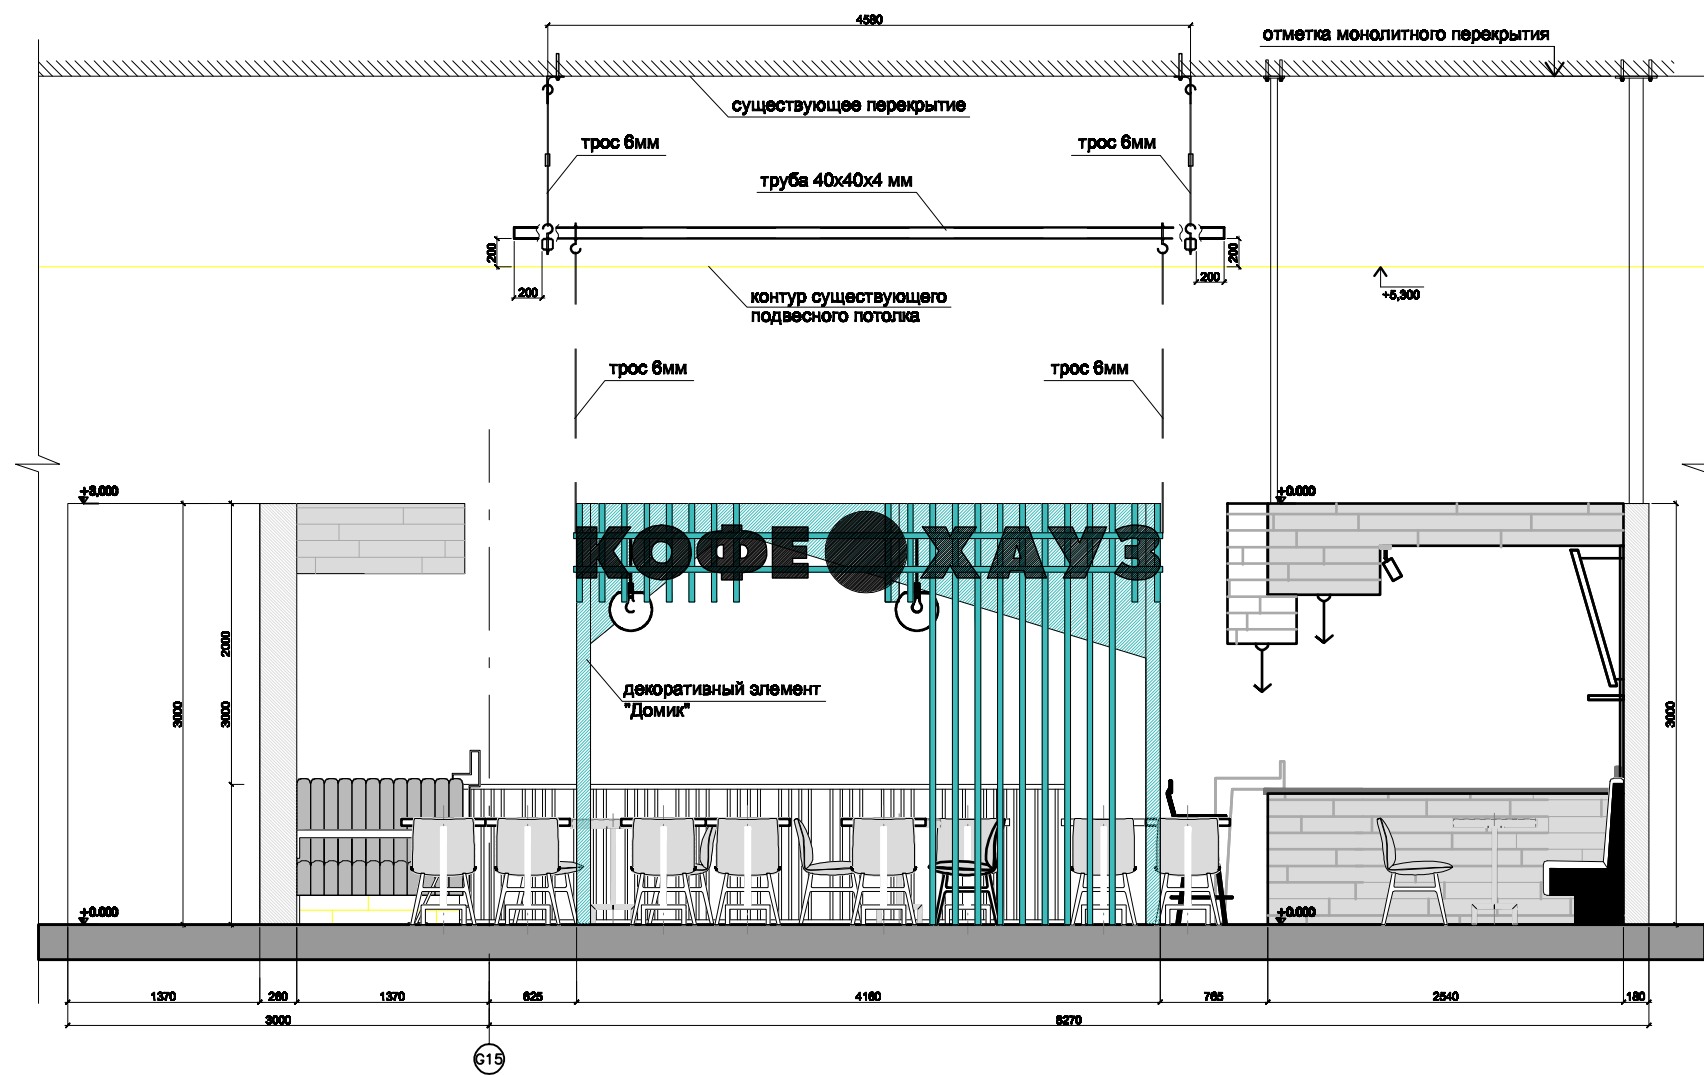 4580
отметка монолитного перекрытия
существующее перекрытие
трос 6мм
трос 6мм
труба 40х40х4 мм
200
200
200
200
контур существующего
подвесного потолка
+5,300
трос 6мм
трос 6мм
+3,000
+0.000
КОФЕ ХАУЗ
2000
3000
3000
3000
декоративный элемент
"Домик"
+0.000
+0.000
1370
260
1370
625
4160
765
2540
180
3000
8270
G15